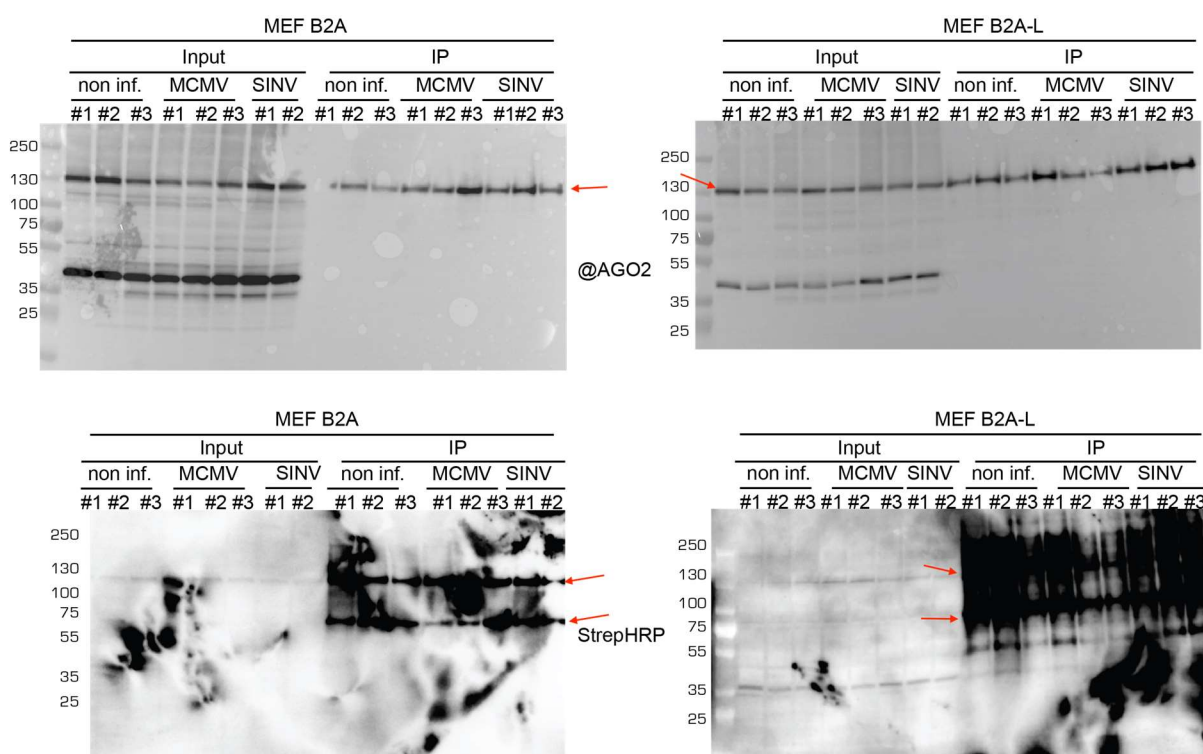 MEF B2A
Input IP
non inf. MCMV SINV non inf. MCMV SINV
#1 #2 #3 #1 #2 #3 #1 #2 #1 #2 #3 #1 #2 #3 #1 #2 #3
250
130
100
75
55
35
25
@AGO2
MEF B2A-L
Input IP
non inf. MCMV SINV non inf. MCMV SINV
#1 #2 #3 #1 #2 #3 #1 #2 #1 #2 #3 #1 #2 #3 #1 #2 #3
250
130
100
75
55
35
25
MEF B2A
Input IP
non inf. MCMV SINV non inf. MCMV SINV
#1 #2 #3 #1 #2 #3 #1 #2 #1 #2 #3 #1 #2 #3 #1 #2
250
130
100
75
55
35
25
StrepHRP
MEF B2A-L
Input IP
non inf. MCMV SINV non inf. MCMV SINV
#1 #2 #3 #1 #2 #3 #1 #2 #1 #2 #3 #1 #2 #3 #1 #2 #3
250
130
100
75
55
35
25